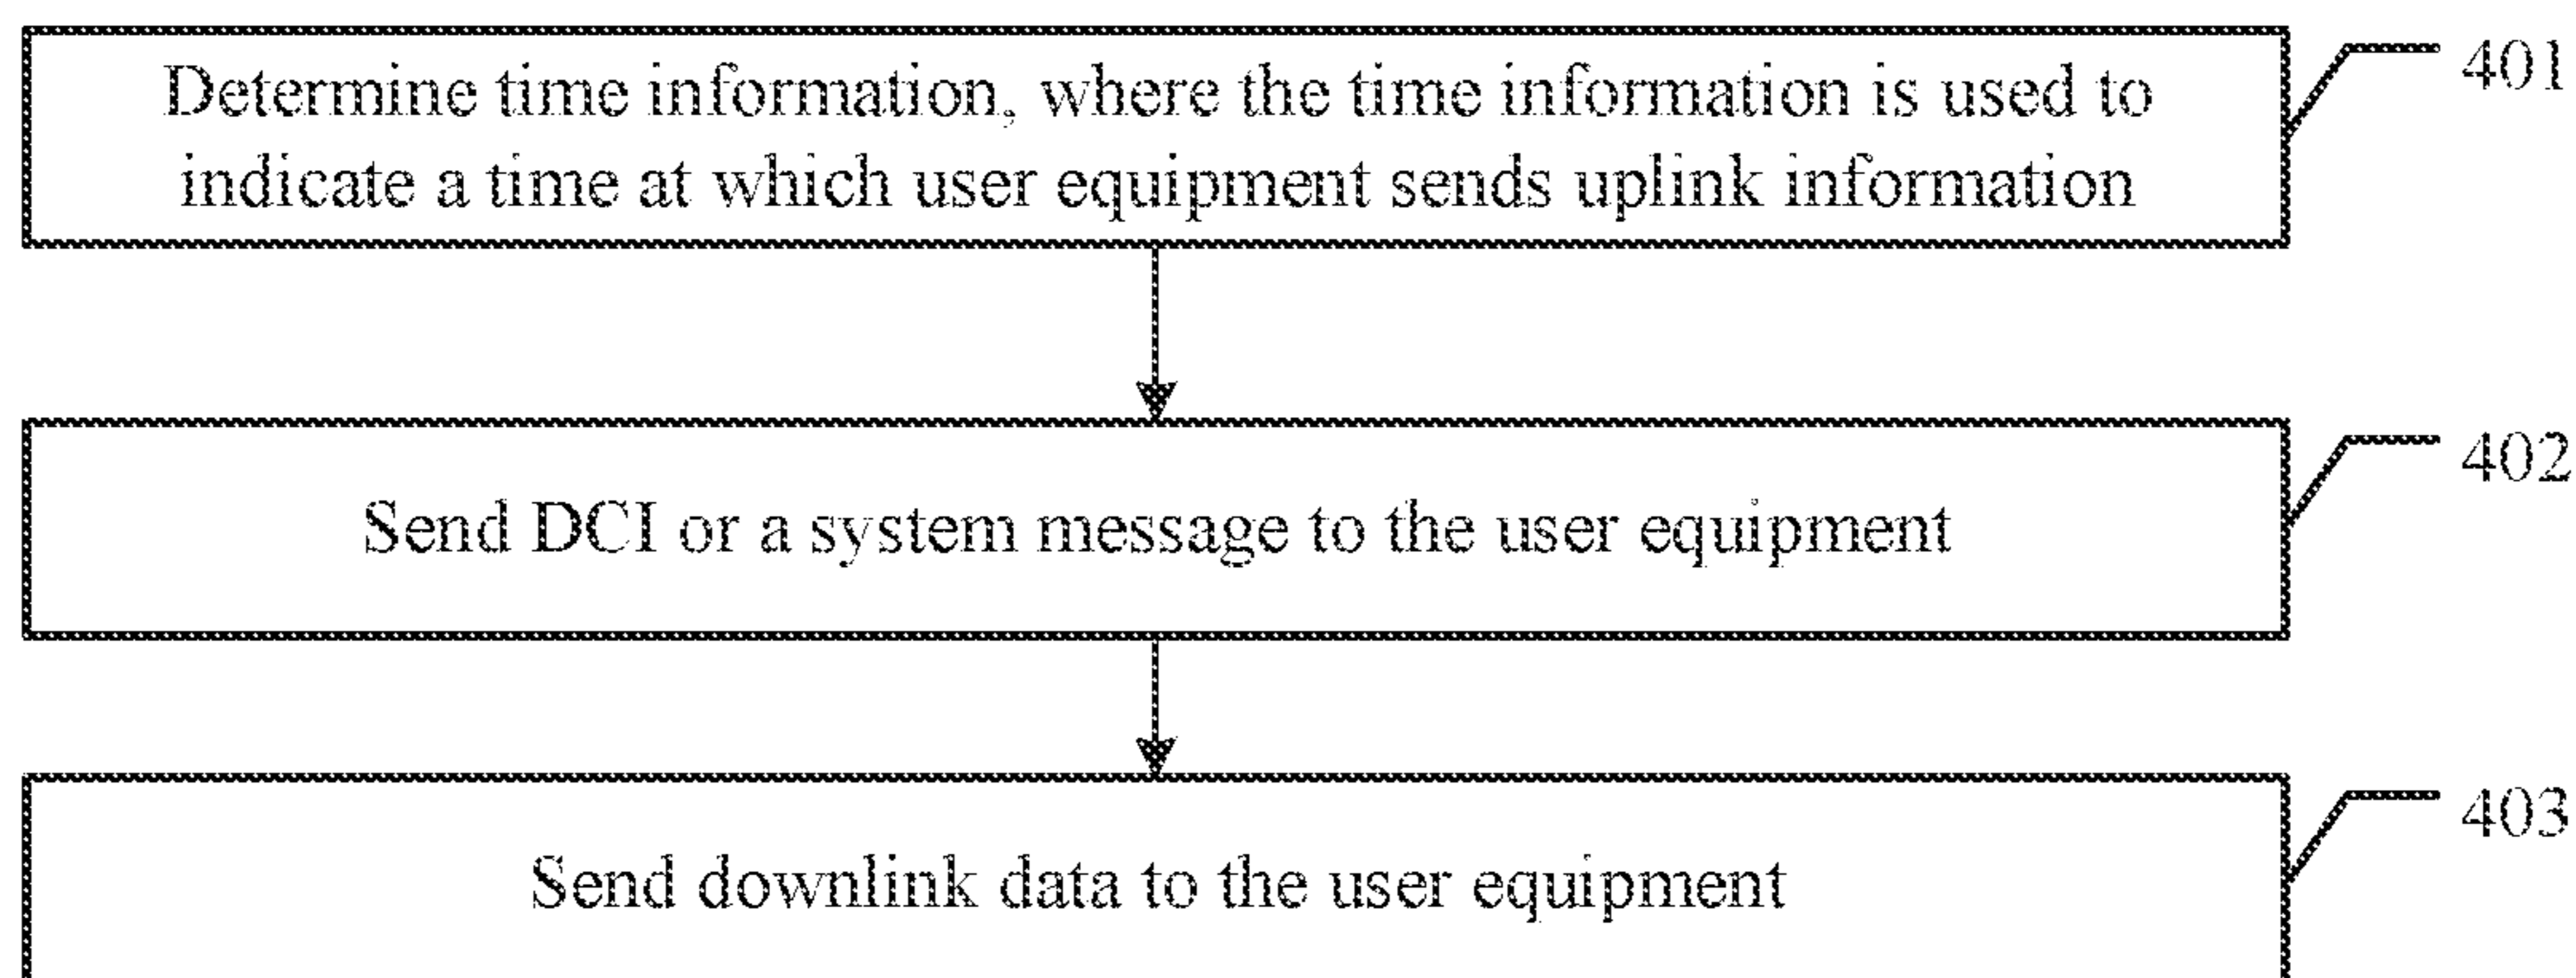 Determine time information, where the time information is used to
indicate a time at which user equipment sends uplink information
401
Send DCI or a system message to the user equipment
402
Send downlink data to the user equipment
403